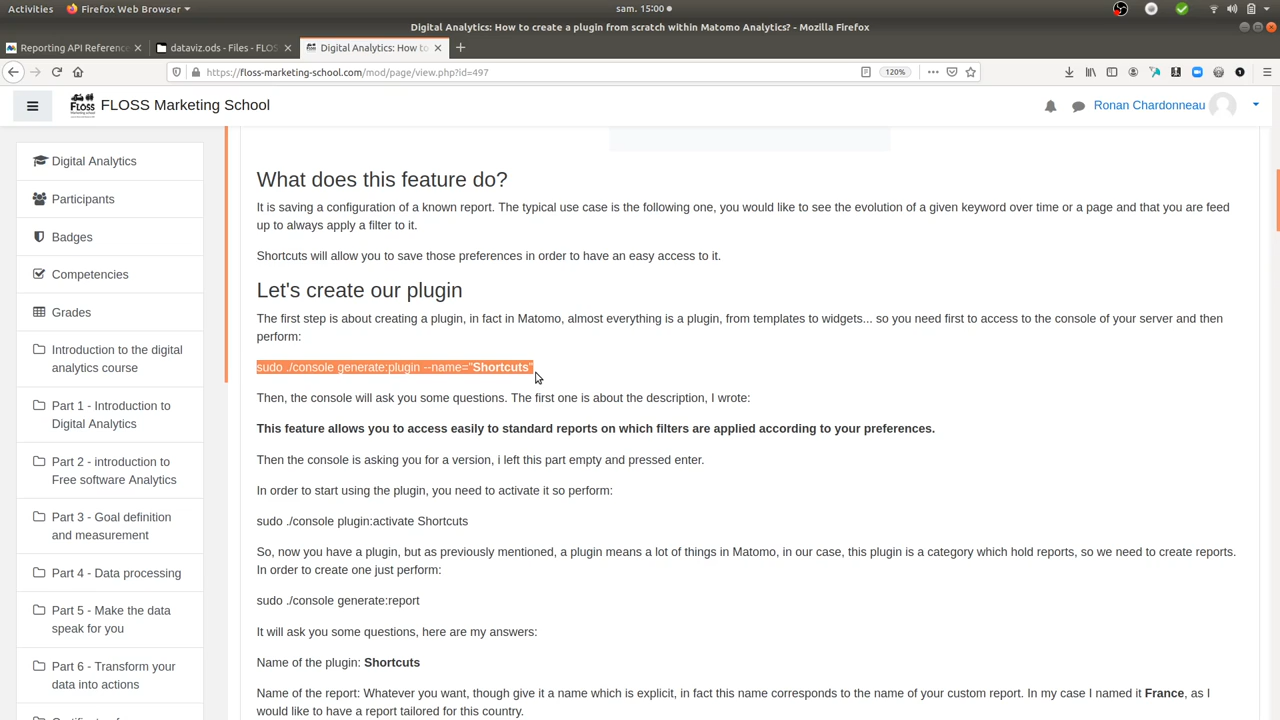 Activities
Firefox Web Browser
sam. 15:00
Digital Analytics: How to create a plugin from scratch within Matomo Analytics? - Mozilla Firefox
Reporting API Reference:
dataviz.ods - Files - FLOS
Digital Analytics: How to
https://floss-marketing-school.com/mod/page/view.php?id=497
120%
FLOSS
FLOSS Marketing School
Ronan Chardonneau
Digital Analytics
Participants
Badges
Competencies
Grades
Introduction to the digital
analytics course
Part 1 - Introduction to
Digital Analytics
Part 2 - introduction to
Free software Analytics
Part 3 - Goal definition
and measurement
Part 4 - Data processing
Part 5 - Make the data
speak for you
Part 6 - Transform your
data into actions
What does this feature do?
It is saving a configuration of a known report. The typical use case is the following one, you would like to see the evolution of a given keyword over time or a page and that you are feed
up to always apply a filter to it.
Shortcuts will allow you to save those preferences in order to have an easy access to it.
Let's create our plugin
The first step is about creating a plugin, in fact in Matomo, almost everything is a plugin, from templates to widgets... so you need first to access to the console of your server and then
perform:
sudo ./console generate:plugin --name="Shortcuts"
Then, the console will ask you some questions. The first one is about the description, I wrote:
This feature allows you to access easily to standard reports on which filters are applied according to your preferences.
Then the console is asking you for a version, i left this part empty and pressed enter.
In order to start using the plugin, you need to activate it so perform:
sudo ./console plugin:activate Shortcuts
So, now you have a plugin, but as previously mentioned, a plugin means a lot of things in Matomo, in our case, this plugin is a category which hold reports, so we need to create reports.
In order to create one just perform:
sudo ./console generate:report
It will ask you some questions, here are my answers:
Name of the plugin: Shortcuts
Name of the report: Whatever you want, though give it a name which is explicit, in fact this name corresponds to the name of your custom report. In my case I named it France, as I
would like to have a report tailored for this country.